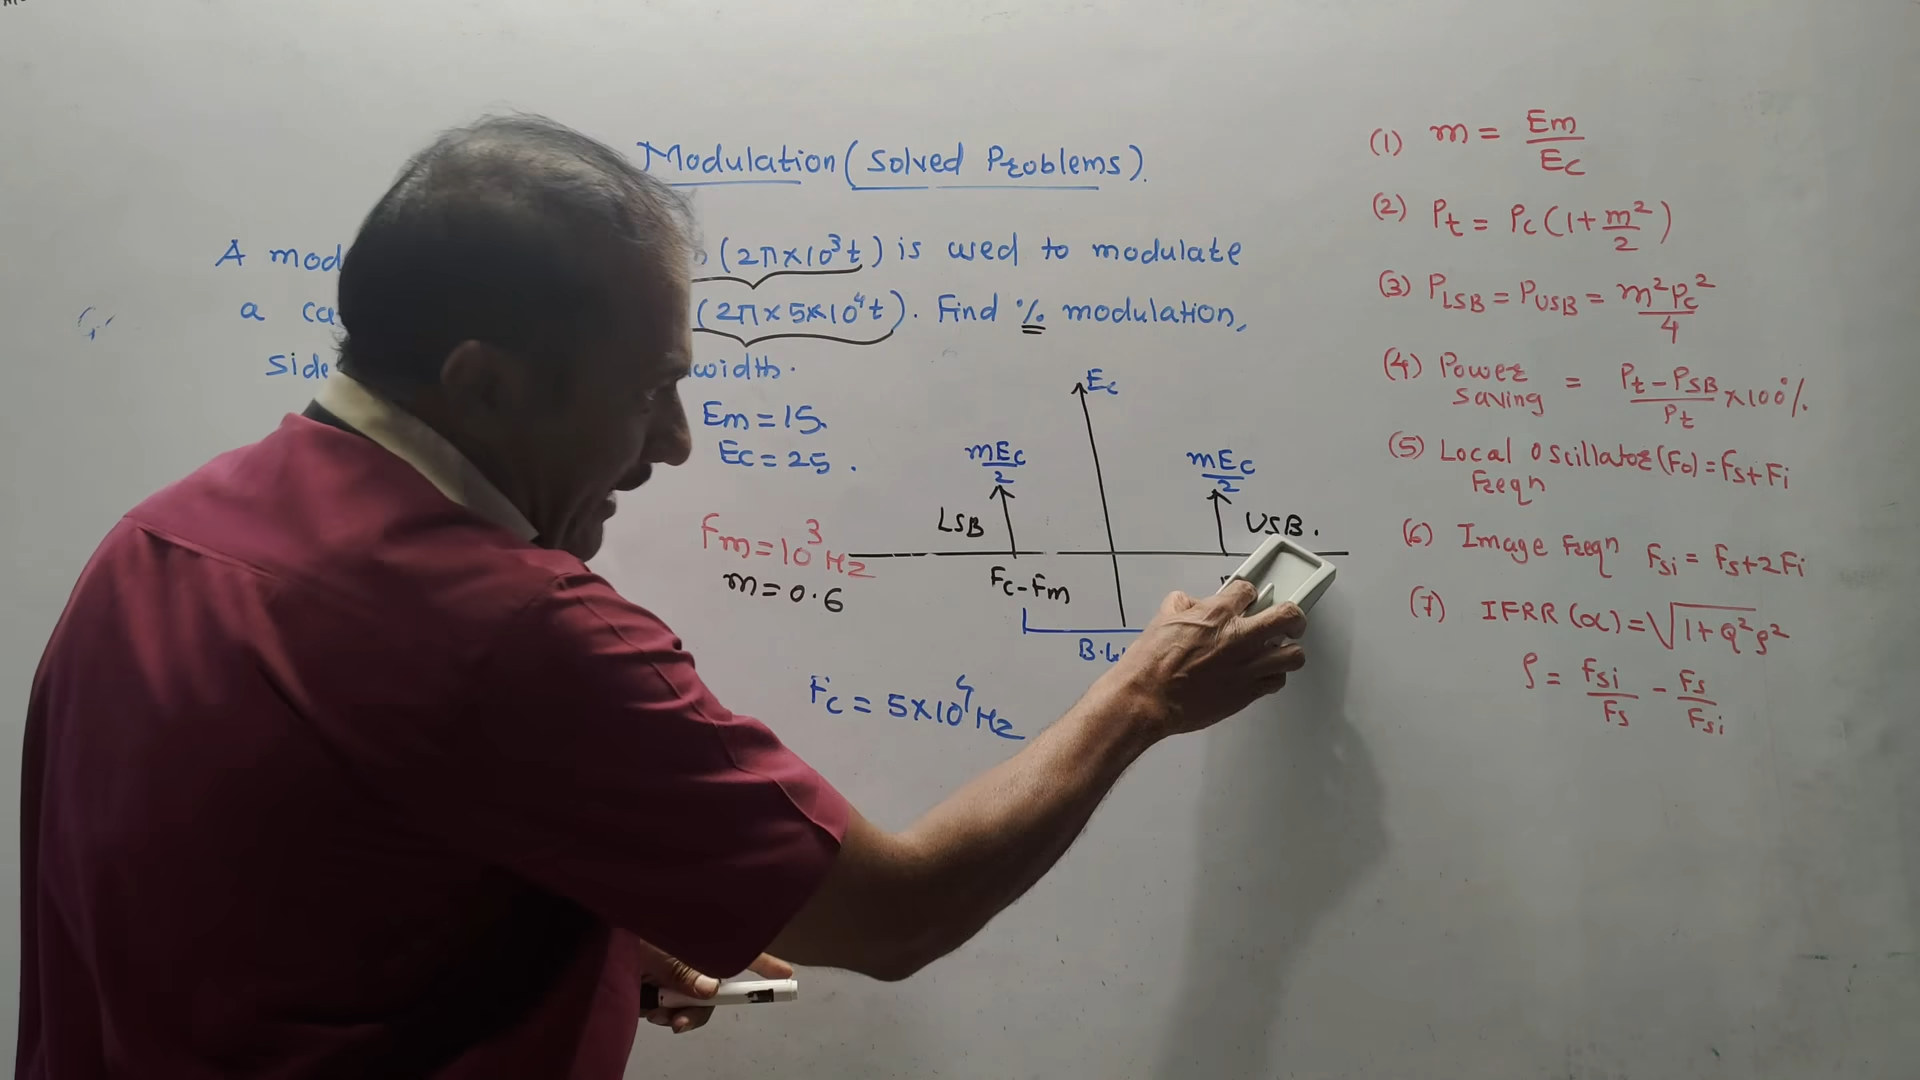 Modulation (Solved Problems).
A mod (2π×10³t) is used to modulate
a ca (2π×5×10⁴t). Find % modulation,
side width.
Em = 15.
Ec = 25.
Fm = 10³ Hz
m = 0.6
Fc = 5×10⁴ Hz
Ec
mEc/2
mEc/2
LSB
USB.
Fc-Fm
(1) m = Em/Ec
(2) Pt = Pc (1+m²/2)
(3) PLSB = PUSB = m²Pc²/4
(4) Power saving = Pt-PSB/Pt ×100%.
(5) Local Oscillator (Fo) = Fs+Fi
Freqn
(6) Image Freqn Fsi = Fs+2Fi
(7) IFRR (α) = √1+Q²ρ²
ρ = Fsi/Fs - Fs/Fsi